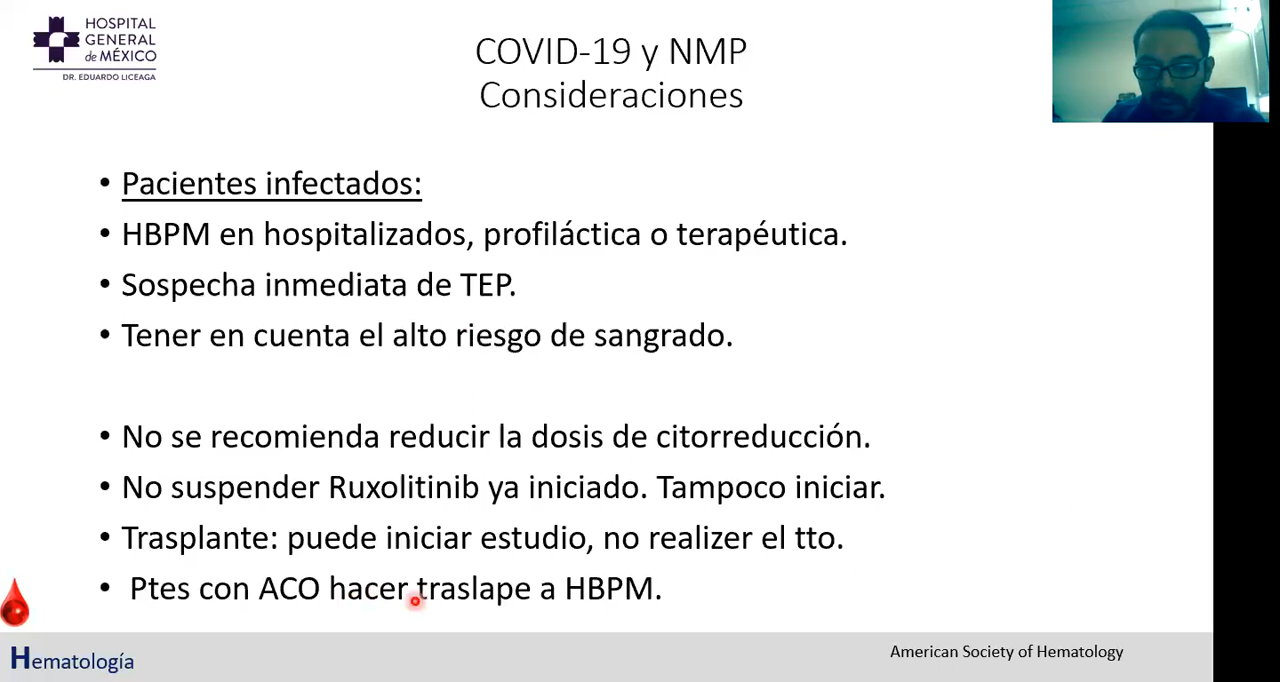 HOSPITAL
GENERAL
de MÉXICO
DR. EDUARDO LICEAGA
COVID-19 y NMP
Consideraciones
• Pacientes infectados:
• HBPM en hospitalizados, profiláctica o terapéutica.
• Sospecha inmediata de TEP.
• Tener en cuenta el alto riesgo de sangrado.
• No se recomienda reducir la dosis de citorreducción.
• No suspender Ruxolitinib ya iniciado. Tampoco iniciar.
• Trasplante: puede iniciar estudio, no realizer el tto.
• Ptes con ACO hacer traslape a HBPM.
Hematología
American Society of Hematology